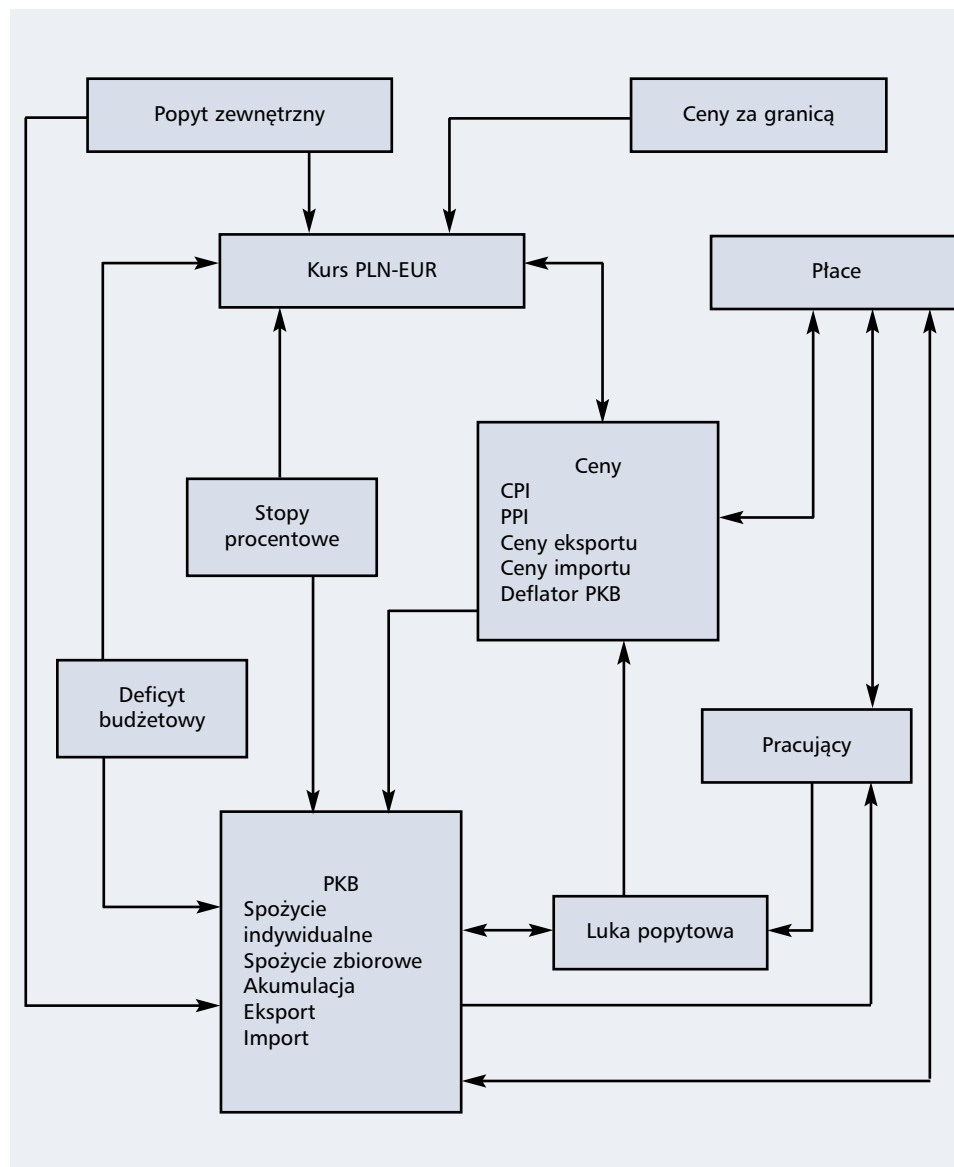 Popyt zewnętrzny
Ceny za granicą
Kurs PLN-EUR
Płace
Ceny
CPI
PPI
Ceny eksportu
Ceny importu
Deflator PKB
Stopy
procentowe
Deficyt
budżetowy
Pracujący
PKB
Spożycie
indywidualne
Spożycie zbiorowe
Akumulacja
Eksport
Import
Luka popytowa